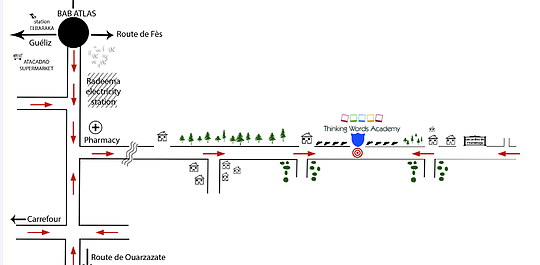 BAB ATLAS
station
Guéliz
Route de Fès
ATACADAO
SUPERMARKET
Radeema
electricity
station
Pharmacy
Thinking Words Academy
Carrefour
Route de Ouarzazate